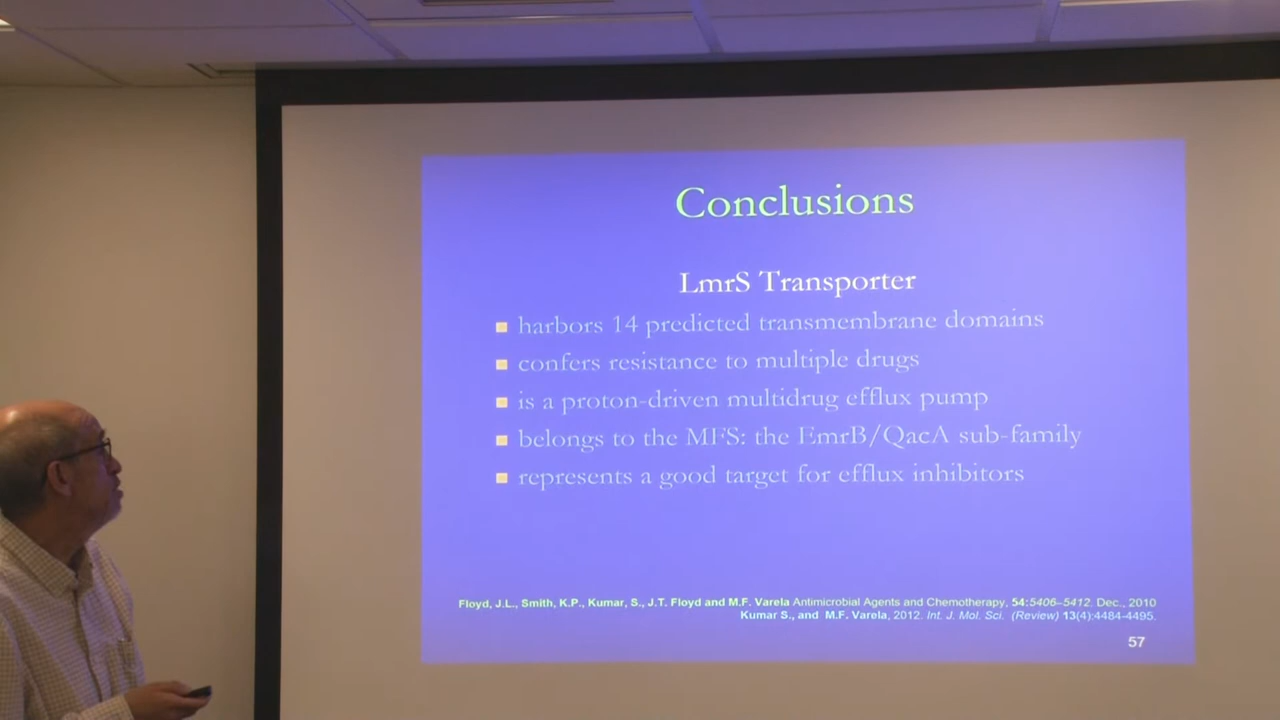 Conclusions
LmrS Transporter
harbors 14 predicted transmembrane domains
confers resistance to multiple drugs
is a proton-driven multidrug efflux pump
belongs to the MFS: the EmrB/QacA sub-family
represents a good target for efflux inhibitors
Floyd, J.L., Smith, K.P., Kumar, S., J.T. Floyd and M.F. Varela Antimicrobial Agents and Chemotherapy, 54:5406–5412. Dec., 2010
Kumar S., and M.F. Varela, 2012. Int. J. Mol. Sci. (Review) 13(4):4484-4495.
57